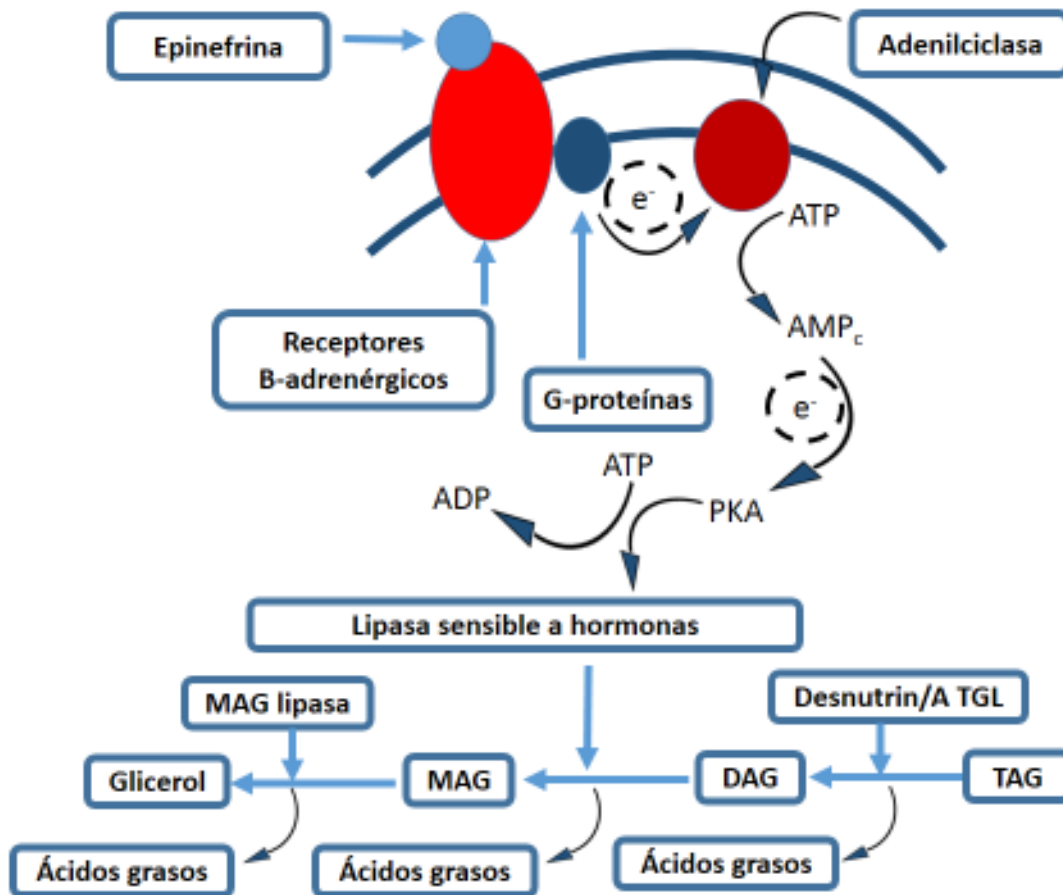 Epinefrina
Adenilciclasa
e-
ATP
Receptores
B-adrenérgicos
G-proteínas
AMPc
e-
ATP
ADP
PKA
Lipasa sensible a hormonas
MAG lipasa
Desnutrin/A TGL
Glicerol
MAG
DAG
TAG
Ácidos grasos
Ácidos grasos
Ácidos grasos